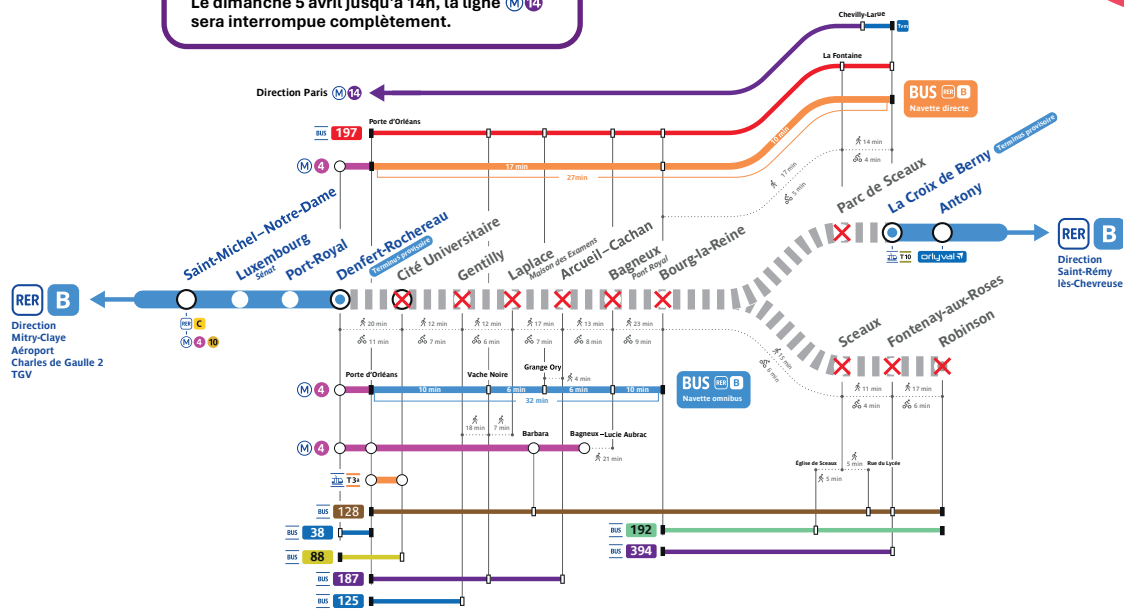 Le dimanche 5 avril jusqu'à 14h, la ligne M 14
sera interrompue complètement.
Chevilly-Larue
Tvm
La Fontaine
Direction Paris M 14
BUS RER B
Navette directe
Porte d'Orléans
BUS 197
10 min
14 min
4 min
M 4
17 min
27min
17 min
5 min
Parc de Sceaux
La Croix de Berny
Terminus provisoire
Antony
Saint-Michel–Notre-Dame
Luxembourg
Sénat
Port-Royal
Denfert-Rochereau
Terminus provisoire
Cité Universitaire
Gentilly
Laplace
Maison des Examens
Arcueil–Cachan
Bagneux
Pont Royal
Bourg-la-Reine
T10
orlyval
RER B
Direction
Saint-Rémy
lès-Chevreuse
RER B
Direction
Mitry-Claye
Aéroport
Charles de Gaulle 2
TGV
RER C
M 4 10
20 min
12 min
12 min
17 min
13 min
23 min
11 min
7 min
6 min
7 min
8 min
9 min
Sceaux
Fontenay-aux-Roses
Robinson
15 min
6 min
11 min
17 min
4 min
6 min
Porte d'Orléans
Vache Noire
Grange Ory
4 min
M 4
10 min
6 min
6 min
10 min
32 min
BUS RER B
Navette omnibus
18 min
7 min
M 4
Barbara
Bagneux–Lucie Aubrac
21 min
Église de Sceaux
5 min
Rue du Lycée
5 min
T3a
BUS 128
BUS 38
BUS 192
BUS 88
BUS 394
BUS 187
BUS 125